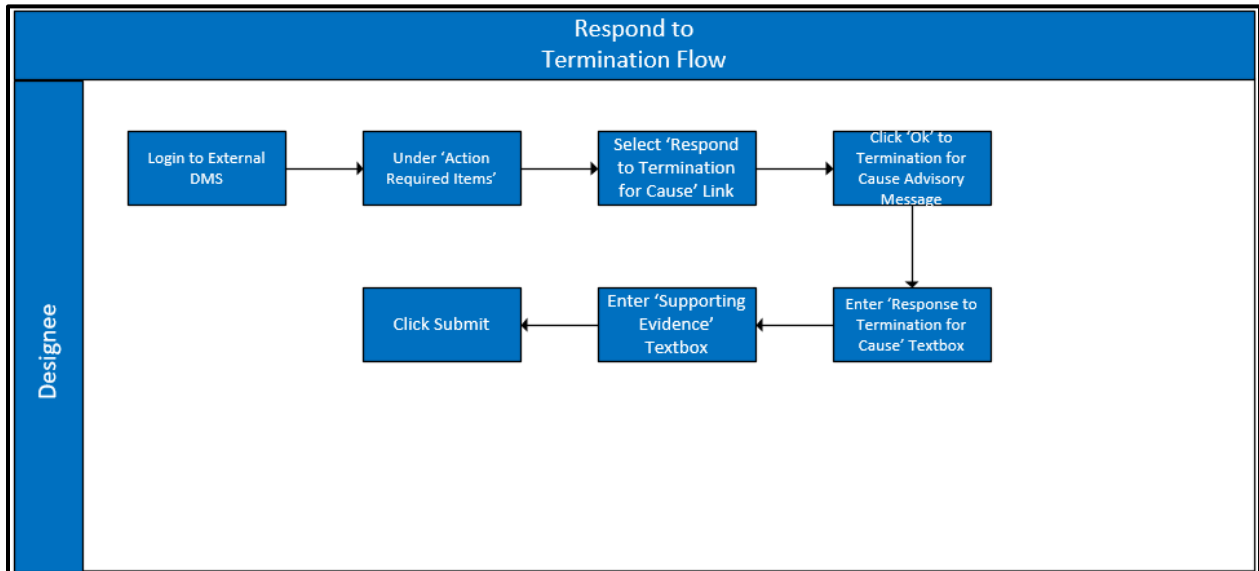 Respond to
Termination Flow
Designee
Login to External
DMS
Under ‘Action
Required Items’
Select ‘Respond
to Termination
for Cause’ Link
Click ‘Ok’ to
Termination for
Cause Advisory
Message
Enter ‘Response to
Termination for
Cause’ Textbox
Enter ‘Supporting
Evidence’
Textbox
Click Submit